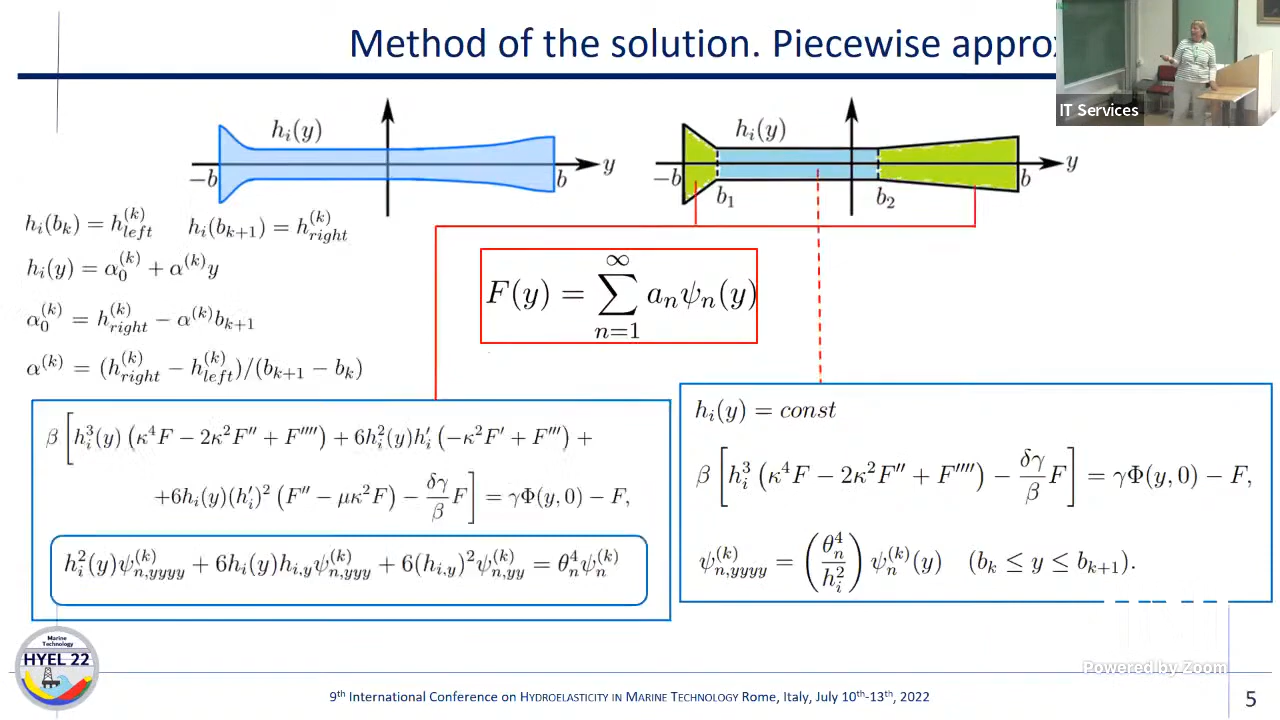 Method of the solution. Piecewise appro
IT Services
h_i(y)
y
−b
b
h_i(y)
y
−b
b_1
b_2
b
h_i(b_k) = h_{left}^{(k)} h_i(b_{k+1}) = h_{right}^{(k)}
h_i(y) = α_0^{(k)} + α^{(k)}y
α_0^{(k)} = h_{right}^{(k)} − α^{(k)}b_{k+1}
α^{(k)} = (h_{right}^{(k)} − h_{left}^{(k)})/(b_{k+1} − b_k)
F(y) = ∑_{n=1}^{∞} a_nψ_n(y)
β [h_i^3(y) (κ^4F − 2κ^2F'' + F'''') + 6h_i^2(y)h_i' (−κ^2F' + F''') +
+6h_i(y)(h_i')^2 (F'' − μκ^2F) − δγ/β F] = γΦ(y, 0) − F,
h_i^2(y)ψ_{n,yyyy}^{(k)} + 6h_i(y)h_{i,y}ψ_{n,yyy}^{(k)} + 6(h_{i,y})^2ψ_{n,yy}^{(k)} = θ_n^4ψ_n^{(k)}
h_i(y) = const
β [h_i^3 (κ^4F − 2κ^2F'' + F'''') − δγ/β F] = γΦ(y, 0) − F,
ψ_{n,yyyy}^{(k)} = (θ_n^4/h_i^2) ψ_n^{(k)}(y) (b_k ≤ y ≤ b_{k+1}).
Marine
Technology
HYEL 22
Powered by Zoom
9th International Conference on HYDROELASTICITY IN MARINE TECHNOLOGY Rome, Italy, July 10th-13th, 2022
5